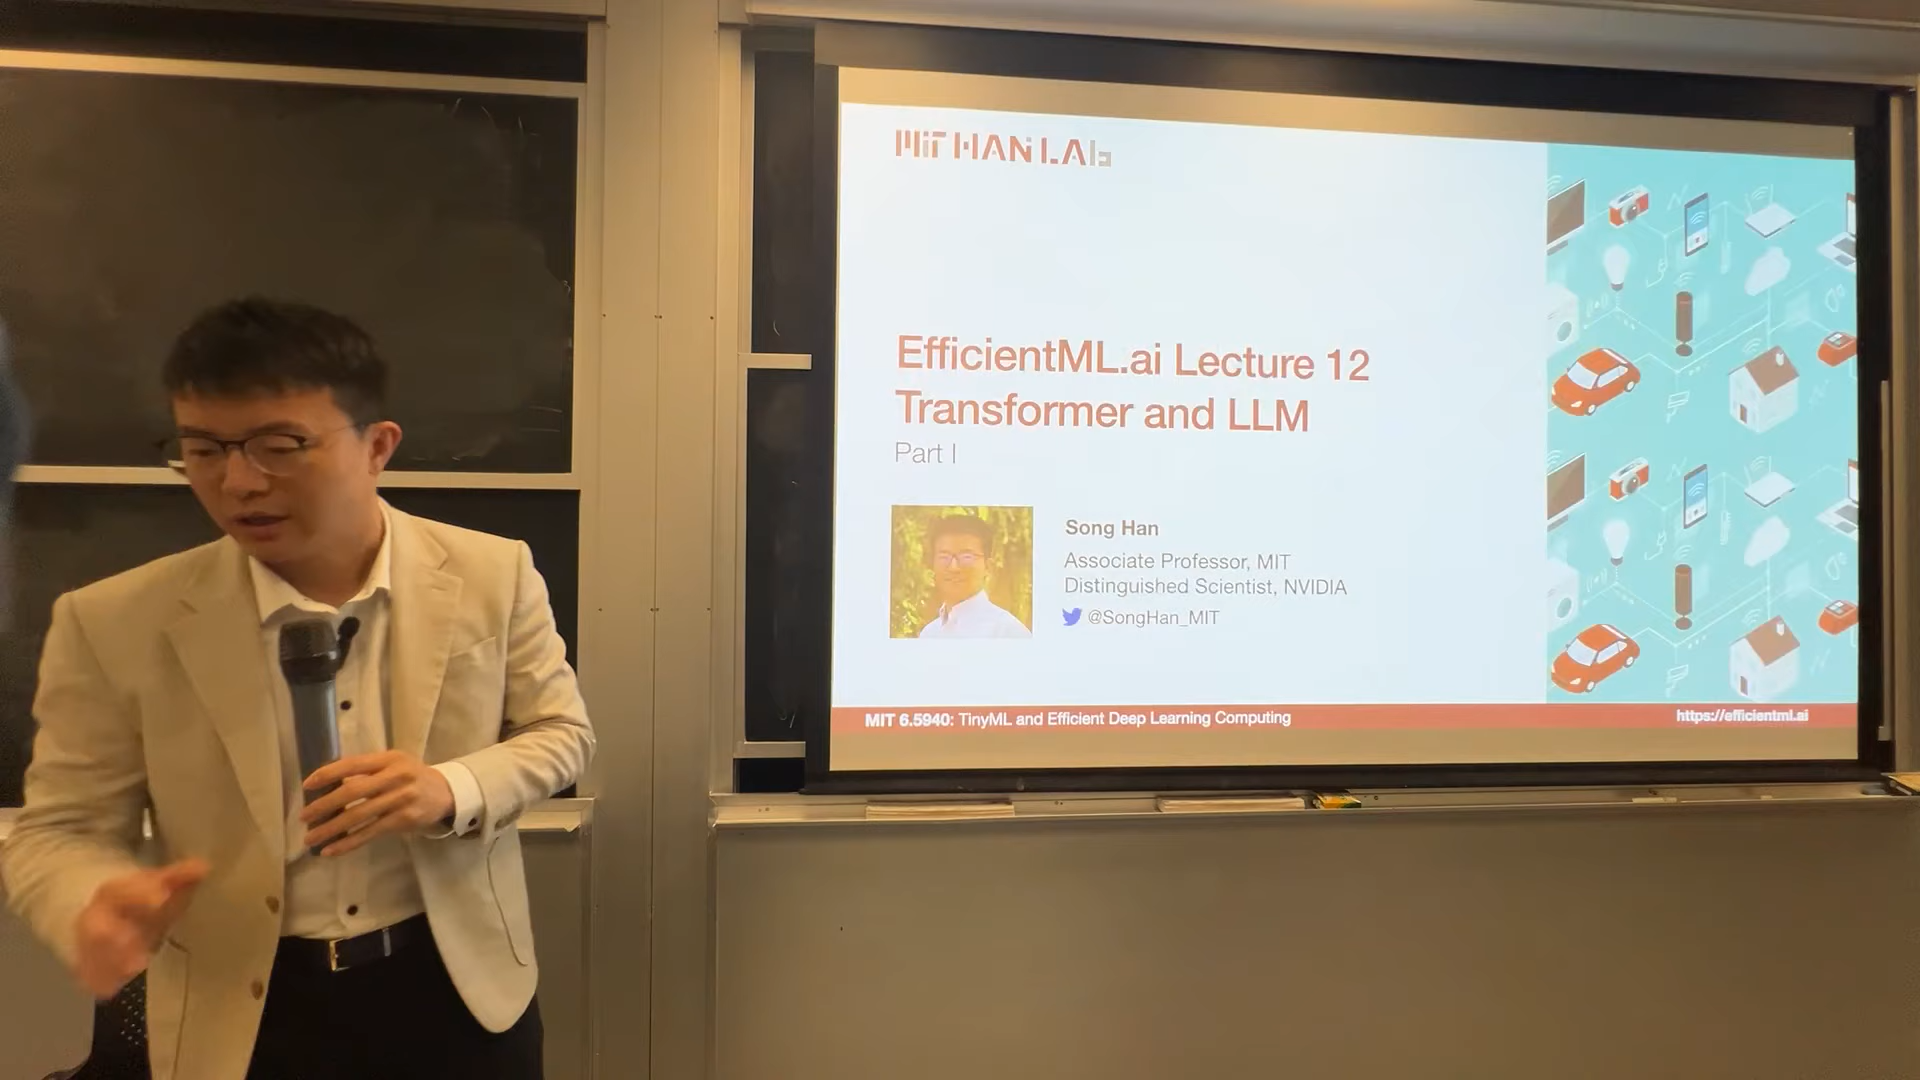 MIT HAN LAb
EfficientML.ai Lecture 12
Transformer and LLM
Part I
Song Han
Associate Professor, MIT
Distinguished Scientist, NVIDIA
@SongHan_MIT
MIT 6.5940: TinyML and Efficient Deep Learning Computing
https://efficientml.ai